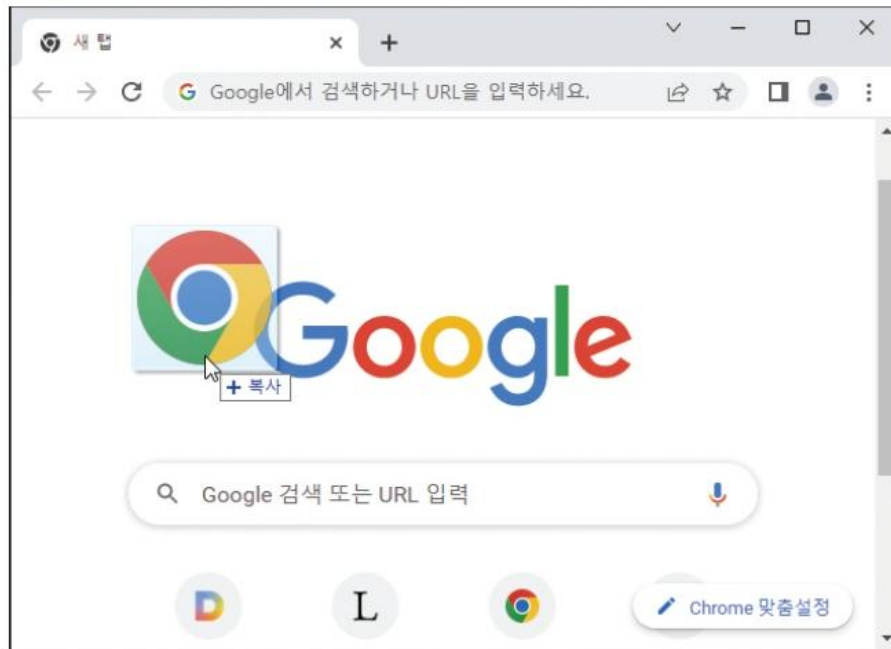 새 탭
Google에서 검색하거나 URL을 입력하세요.
Google
복사
Google 검색 또는 URL 입력
D
L
Chrome 맞춤설정